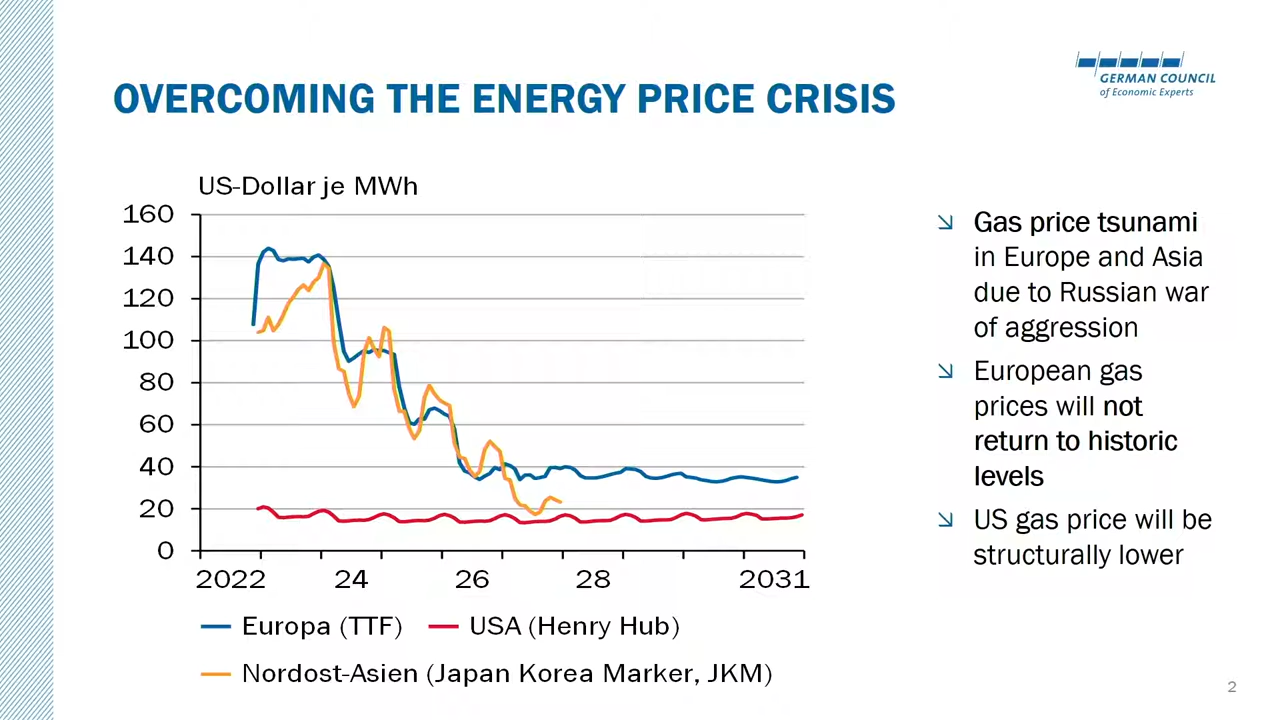 GERMAN COUNCIL
of Economic Experts
OVERCOMING THE ENERGY PRICE CRISIS
US-Dollar je MWh
160
140
120
100
80
60
40
20
0
2022 24 26 28 2031
Europa (TTF) USA (Henry Hub)
Nordost-Asien (Japan Korea Marker, JKM)
Gas price tsunami
in Europe and Asia
due to Russian war
of aggression
European gas
prices will not
return to historic
levels
US gas price will be
structurally lower
2